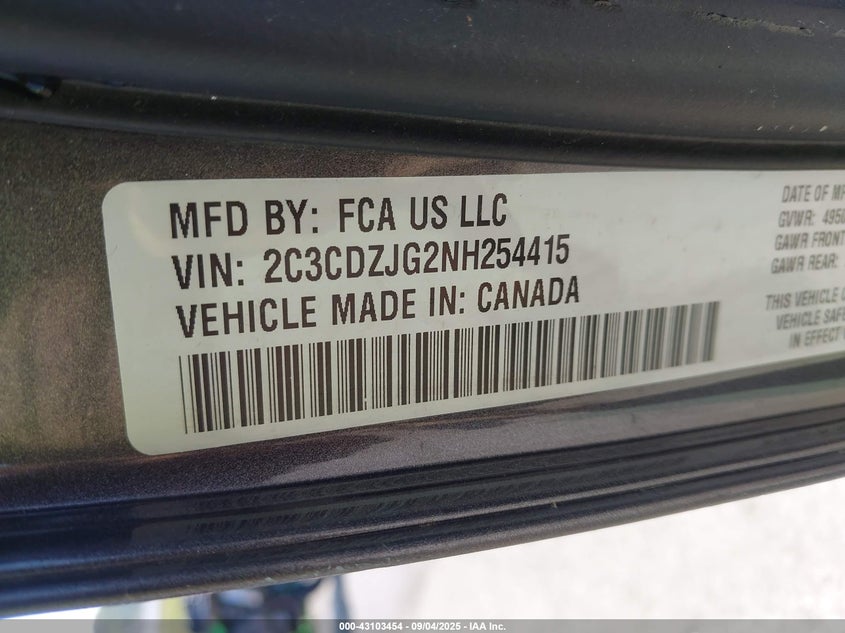 MFD BY: FCA US LLC
VIN: 2C3CDZJG2NH254415
VEHICLE MADE IN: CANADA
DATE OF
GVWR: 4950
GAWR FRONT
GAWR REAR:
THIS VEHICLE
VEHICLE
IN EFFECT
000-43103454 - 09/04/2025 - IAA Inc.